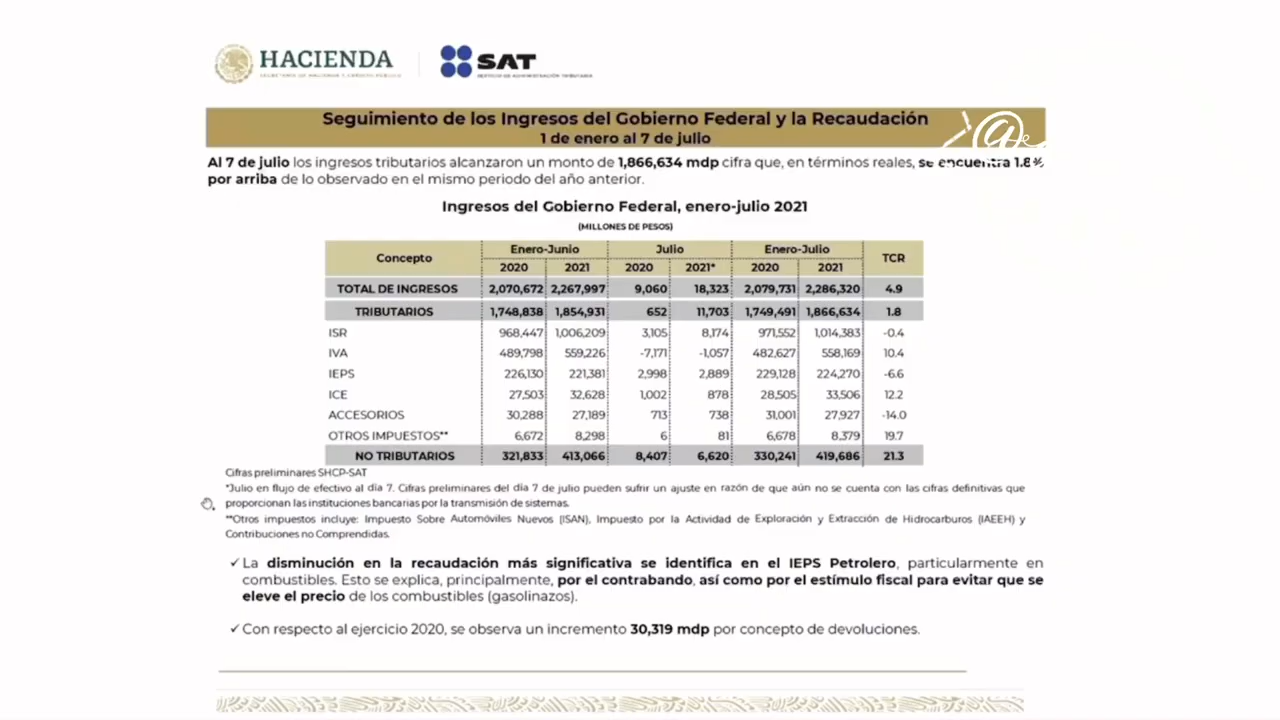 HACIENDA
SECRETARÍA DE HACIENDA Y CRÉDITO PÚBLICO
SAT
SERVICIO DE ADMINISTRACIÓN TRIBUTARIA
Seguimiento de los Ingresos del Gobierno Federal y la Recaudación
1 de enero al 7 de julio
Al 7 de julio los ingresos tributarios alcanzaron un monto de 1,866,634 mdp cifra que, en términos reales, se encuentra 1.8%
por arriba de lo observado en el mismo periodo del año anterior.
Ingresos del Gobierno Federal, enero-julio 2021
(MILLONES DE PESOS)
Concepto Enero-Junio Julio Enero-Julio TCR
2020 2021 2020 2021* 2020 2021
TOTAL DE INGRESOS 2,070,672 2,267,997 9,060 18,323 2,079,731 2,286,320 4.9
TRIBUTARIOS 1,748,838 1,854,931 652 11,703 1,749,491 1,866,634 1.8
ISR 968,447 1,006,209 3,105 8,174 971,552 1,014,383 -0.4
IVA 489,798 559,226 -7,171 -1,057 482,627 558,169 10.4
IEPS 226,130 221,381 2,998 2,889 229,128 224,270 -6.6
ICE 27,503 32,628 1,002 878 28,505 33,506 12.2
ACCESORIOS 30,288 27,189 713 738 31,001 27,927 -14.0
OTROS IMPUESTOS** 6,672 8,298 6 81 6,678 8,379 19.7
NO TRIBUTARIOS 321,833 413,066 8,407 6,620 330,241 419,686 21.3
Cifras preliminares SHCP-SAT
*Julio en flujo de efectivo al día 7. Cifras preliminares del día 7 de julio pueden sufrir un ajuste en razón de que aún no se cuenta con las cifras definitivas que
proporcionan las instituciones bancarias por la transmisión de sistemas.
**Otros impuestos incluye: Impuesto Sobre Automóviles Nuevos (ISAN), Impuesto por la Actividad de Exploración y Extracción de Hidrocarburos (IAEEH) y
Contribuciones no Comprendidas.
✓La disminución en la recaudación más significativa se identifica en el IEPS Petrolero, particularmente en
combustibles. Esto se explica, principalmente, por el contrabando, así como por el estímulo fiscal para evitar que se
eleve el precio de los combustibles (gasolinazos).
✓Con respecto al ejercicio 2020, se observa un incremento 30,319 mdp por concepto de devoluciones.